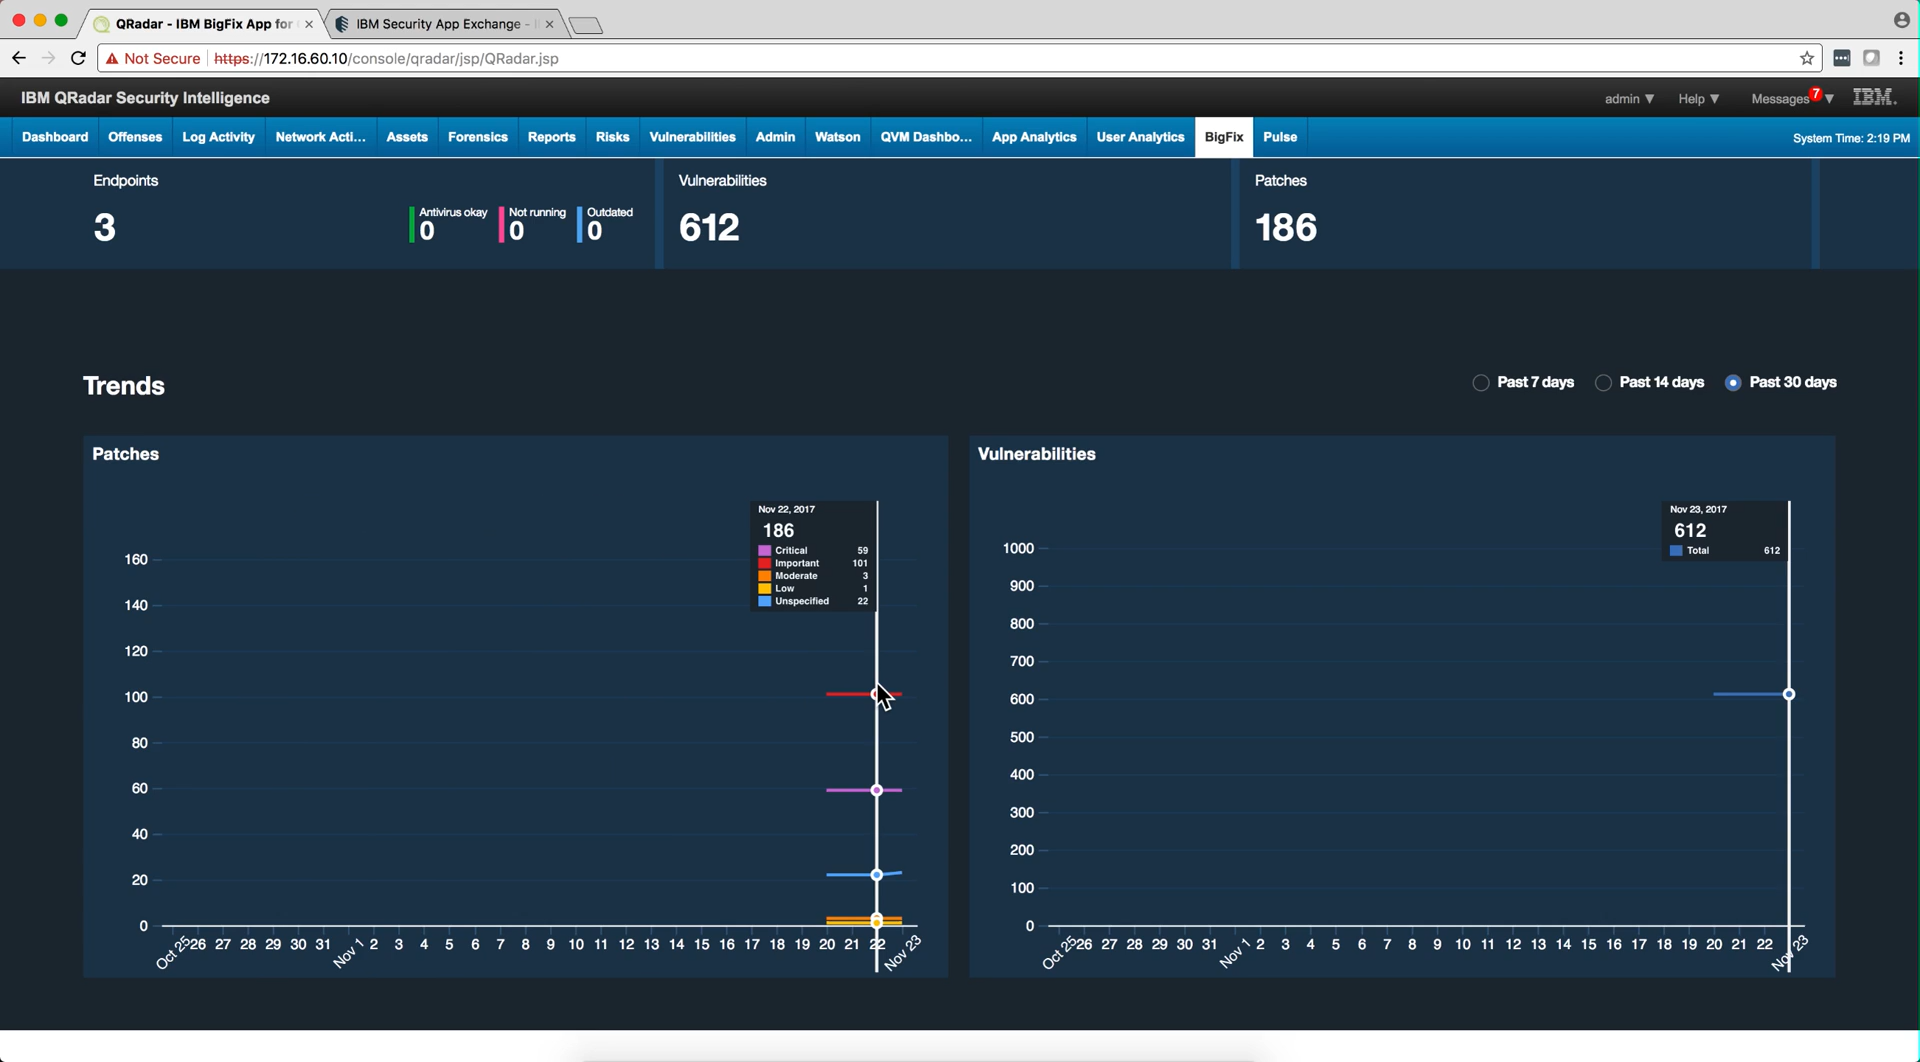 QRadar - IBM BigFix App for
IBM Security App Exchange -
Not Secure https://172.16.60.10/console/qradar/jsp/QRadar.jsp
IBM QRadar Security Intelligence
admin ▼ Help ▼ Messages 7 ▼ IBM.
Dashboard Offenses Log Activity Network Acti... Assets Forensics Reports Risks Vulnerabilities Admin Watson QVM Dashbo... App Analytics User Analytics BigFix Pulse System Time: 2:19 PM
Endpoints
3
Antivirus okay
0
Not running
0
Outdated
0
Vulnerabilities
612
Patches
186
Trends
Past 7 days Past 14 days Past 30 days
Patches
Nov 22, 2017
186
Critical 59
Important 101
Moderate 3
Low 1
Unspecified 22
160
140
120
100
80
60
40
20
0
Oct 25 26 27 28 29 30 31 Nov 1 2 3 4 5 6 7 8 9 10 11 12 13 14 15 16 17 18 19 20 21 22 Nov 23
Vulnerabilities
Nov 23, 2017
612
Total 612
1000
900
800
700
600
500
400
300
200
100
0
Oct 25 26 27 28 29 30 31 Nov 1 2 3 4 5 6 7 8 9 10 11 12 13 14 15 16 17 18 19 20 21 22 Nov 23